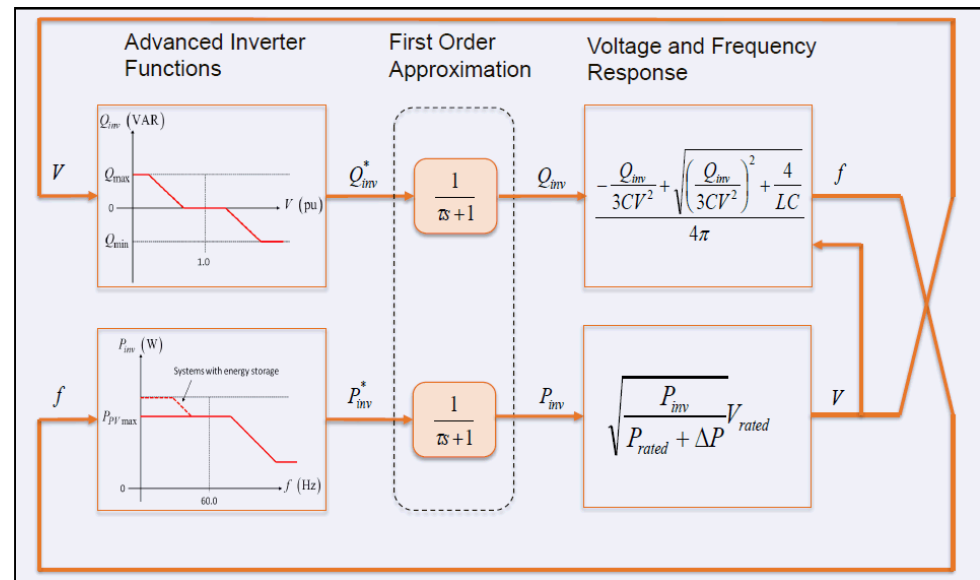 Advanced Inverter
Functions
First Order
Approximation
Voltage and Frequency
Response
Q_inv (VAR)
Q_max
0
Q_min
V (pu)
1.0
V
Q*_inv
1/(τs+1)
Q_inv
(-Q_inv/(3CV²) + √((Q_inv/(3CV²))² + 4/(LC)))/(4π)
f
P_inv (W)
Systems with energy storage
P_PVmax
0
f (Hz)
60.0
f
P*_inv
1/(τs+1)
P_inv
√(P_inv/(P_rated + ΔP)) V_rated
V